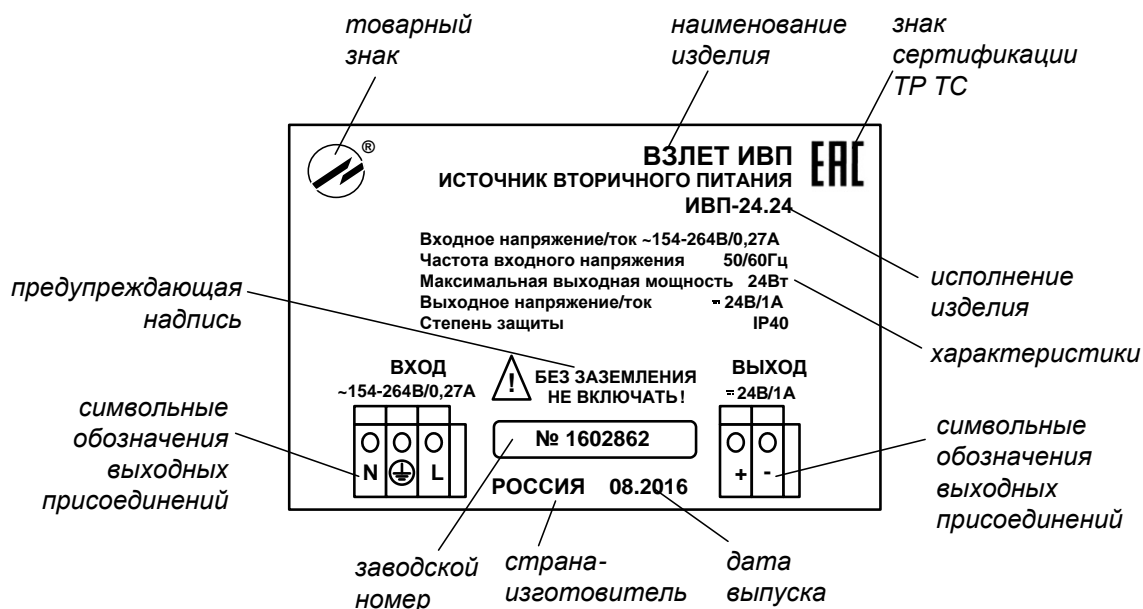 товарный
знак
наименование
изделия
знак
сертификации
ТР ТС
®
ВЗЛЕТ ИВП
ИСТОЧНИК ВТОРИЧНОГО ПИТАНИЯ
ИВП-24.24
EAC
Входное напряжение/ток ~154-264В/0,27А
Частота входного напряжения 50/60Гц
Максимальная выходная мощность 24Вт
Выходное напряжение/ток ⎓ 24В/1А
Степень защиты IP40
предупреждающая
надпись
исполнение
изделия
характеристики
ВХОД
~154-264В/0,27А
N L
! БЕЗ ЗАЗЕМЛЕНИЯ
НЕ ВКЛЮЧАТЬ!
ВЫХОД
⎓24В/1А
+ -
№ 1602862
РОССИЯ 08.2016
символьные
обозначения
выходных
присоединений
символьные
обозначения
выходных
присоединений
заводской
номер
страна-
изготовитель
дата
выпуска